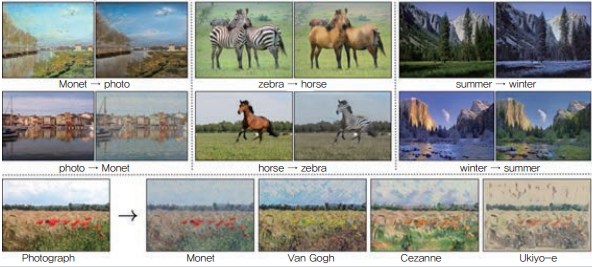 Monet → photo
zebra → horse
summer → winter
photo → Monet
horse → zebra
winter → summer
→
Photograph
Monet
Van Gogh
Cezanne
Ukiyo-e